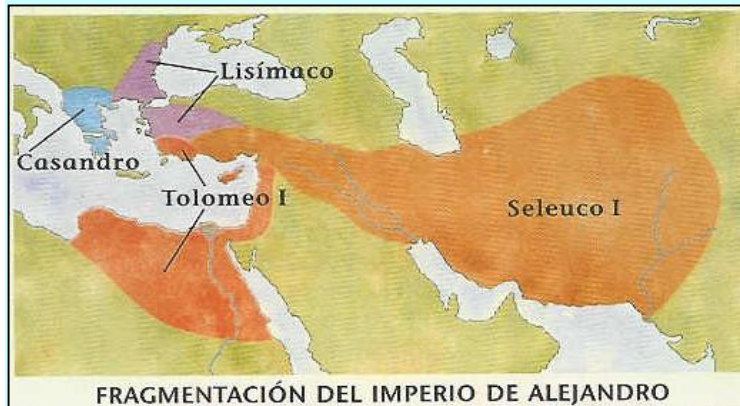 Lisímaco
Casandro
Tolomeo I
Seleuco I
FRAGMENTACIÓN DEL IMPERIO DE ALEJANDRO